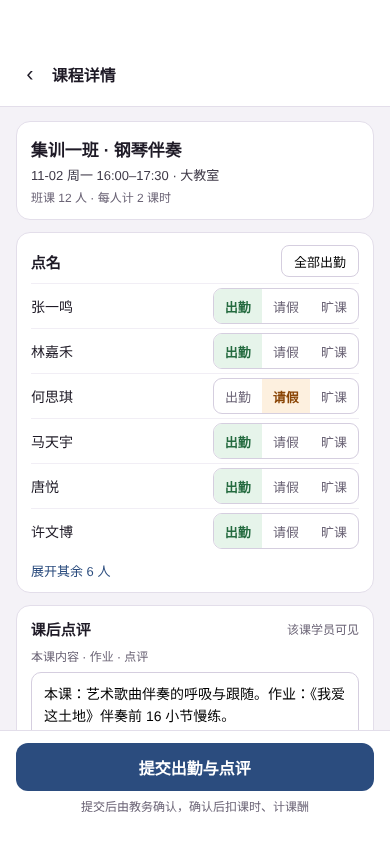 ‹ 课程详情
集训一班 · 钢琴伴奏
11-02 周一 16:00–17:30 · 大教室
班课 12 人 · 每人计 2 课时
点名 全部出勤
张一鸣 出勤 请假 旷课
林嘉禾 出勤 请假 旷课
何思琪 出勤 请假 旷课
马天宇 出勤 请假 旷课
唐悦 出勤 请假 旷课
许文博 出勤 请假 旷课
展开其余 6 人
课后点评 该课学员可见
本课内容 · 作业 · 点评
本课：艺术歌曲伴奏的呼吸与跟随。作业：《我爱
这土地》伴奏前 16 小节慢练。
提交出勤与点评
提交后由教务确认，确认后扣课时、计课酬